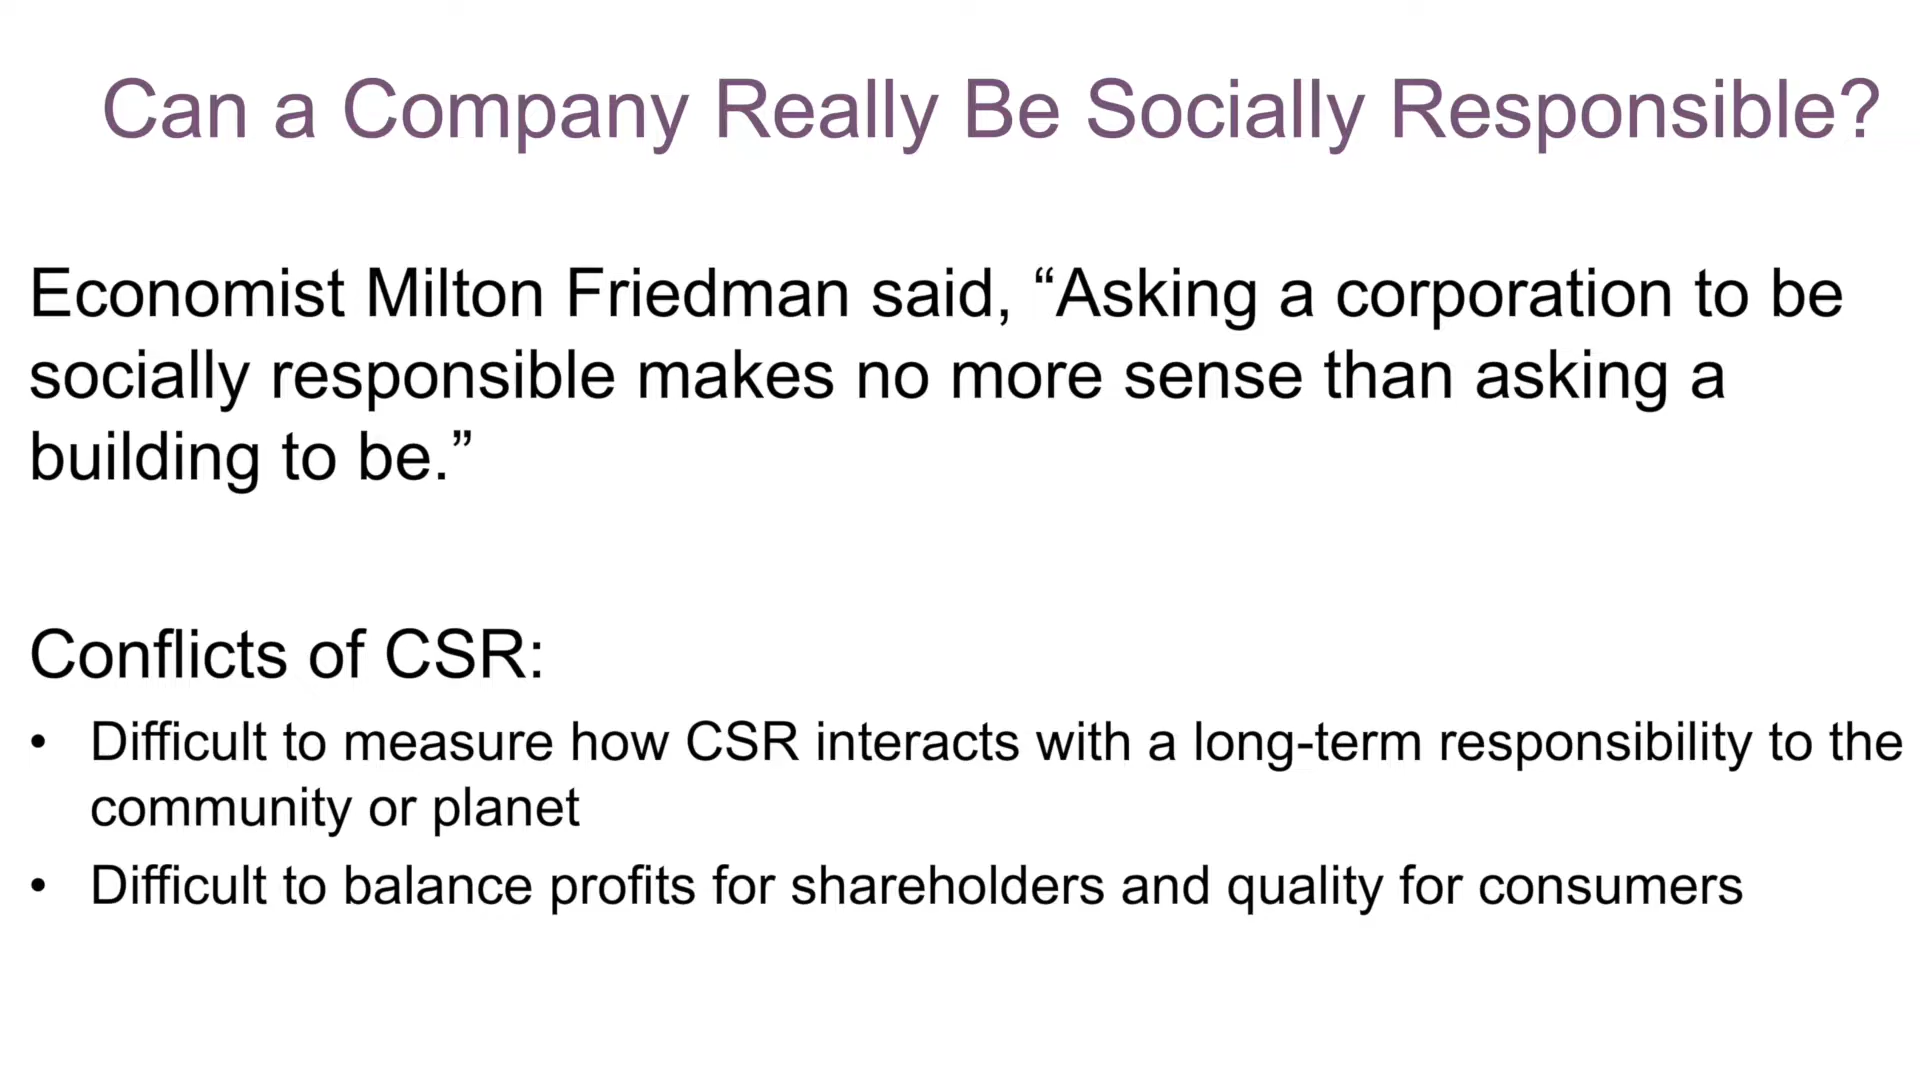 Can a Company Really Be Socially Responsible?
Economist Milton Friedman said, “Asking a corporation to be
socially responsible makes no more sense than asking a
building to be.”
Conflicts of CSR:
• Difficult to measure how CSR interacts with a long-term responsibility to the
community or planet
• Difficult to balance profits for shareholders and quality for consumers